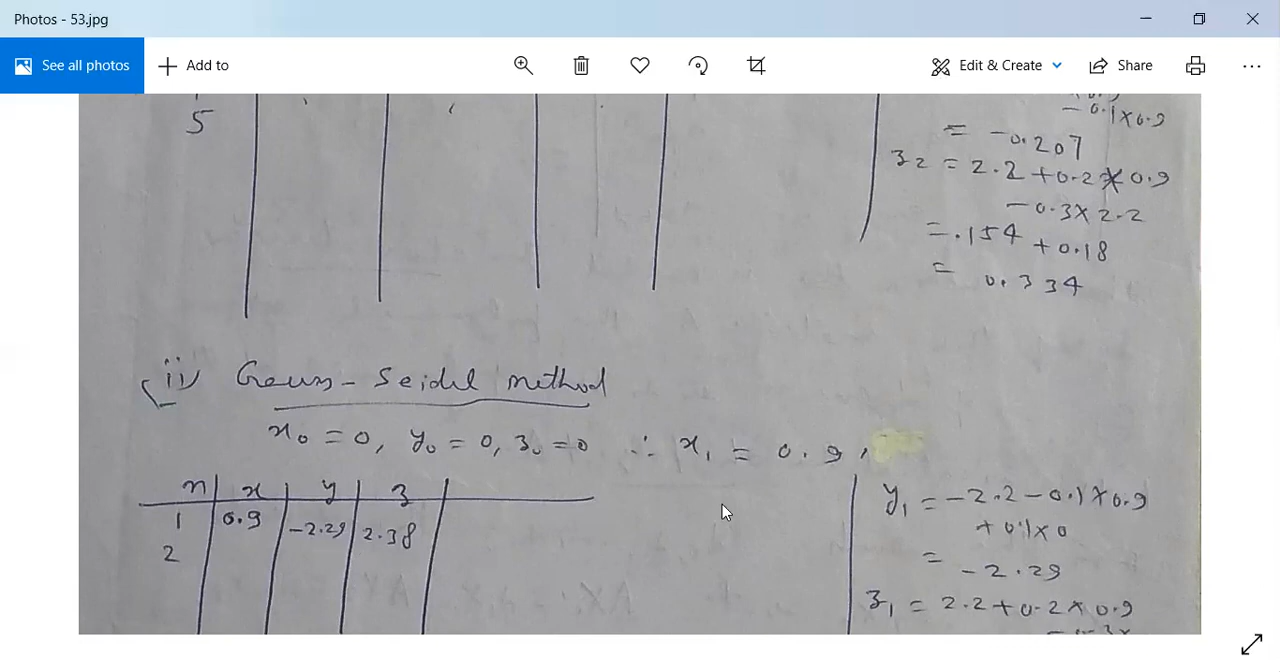 Photos - 53.jpg
See all photos
Add to
Edit & Create
Share
5
- 0.1×0.9
= -0.207
z2 = 2.2 +0.2×0.9
- 0.3×2.2
= .154 + 0.18
= 0.334
(ii) Gauss-Seidel method
x0 = 0, y0 = 0, z0 = 0 ∴ x1 = 0.9,
n x y z
1 0.9 -2.29 2.38
2
y1 = -2.2 - 0.1×0.9
+ 0.1×0
= -2.29
z1 = 2.2 + 0.2×0.9